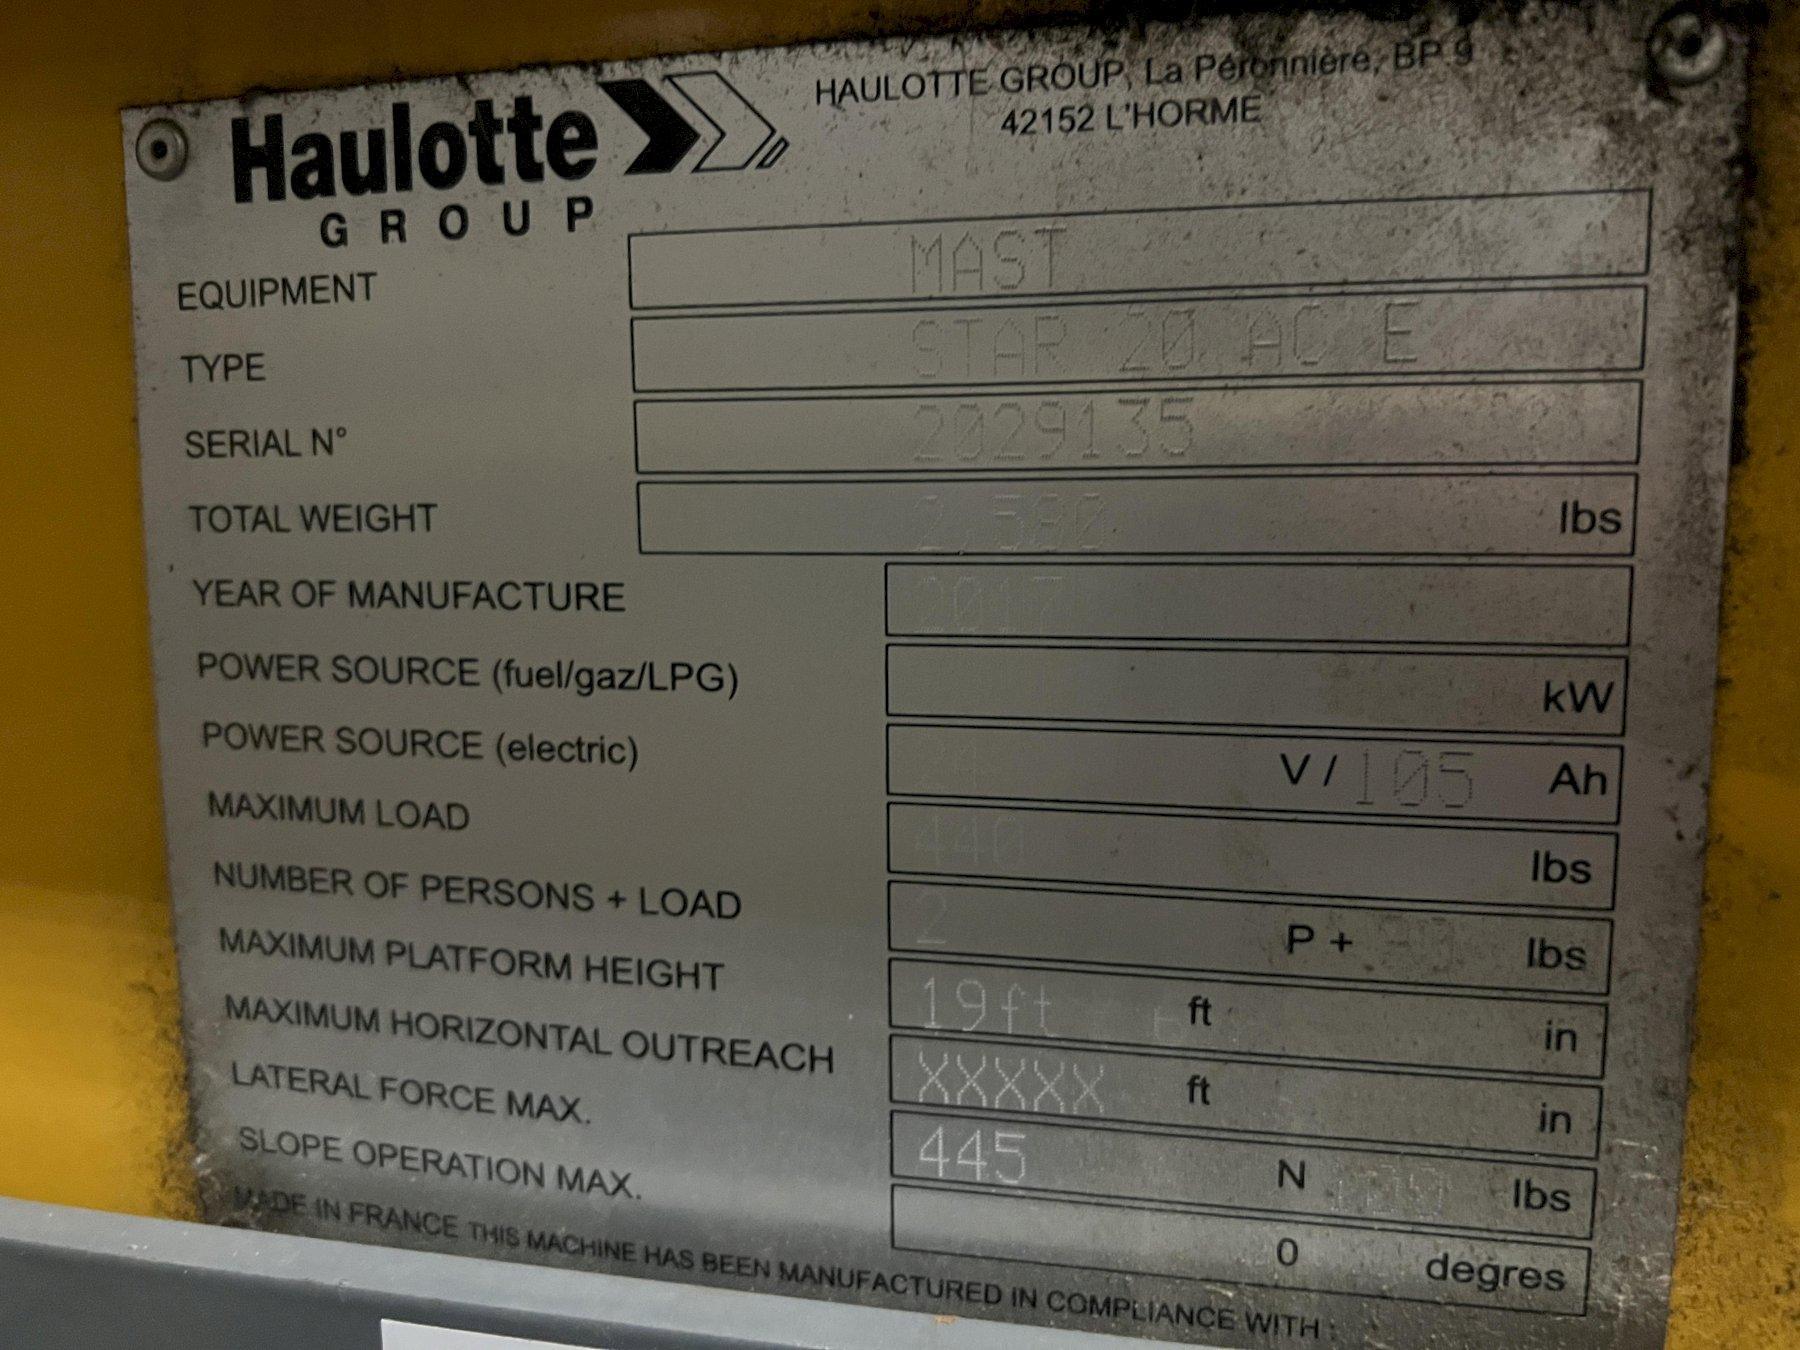 Haulotte
GROUP
HAULOTTE GROUP, La Péronnière, BP 9
42152 L'HORME
EQUIPMENT MAST
TYPE STAR 20 AC E
SERIAL N° 2029135
TOTAL WEIGHT 2,580 lbs
YEAR OF MANUFACTURE 2017
POWER SOURCE (fuel/gaz/LPG) kW
POWER SOURCE (electric) V / 105 Ah
MAXIMUM LOAD 440 lbs
NUMBER OF PERSONS + LOAD 2 P + lbs
MAXIMUM PLATFORM HEIGHT 19ft ft in
MAXIMUM HORIZONTAL OUTREACH XXXXX ft in
LATERAL FORCE MAX. 445 N lbs
SLOPE OPERATION MAX. 0 degres
MADE IN FRANCE THIS MACHINE HAS BEEN MANUFACTURED IN COMPLIANCE WITH :